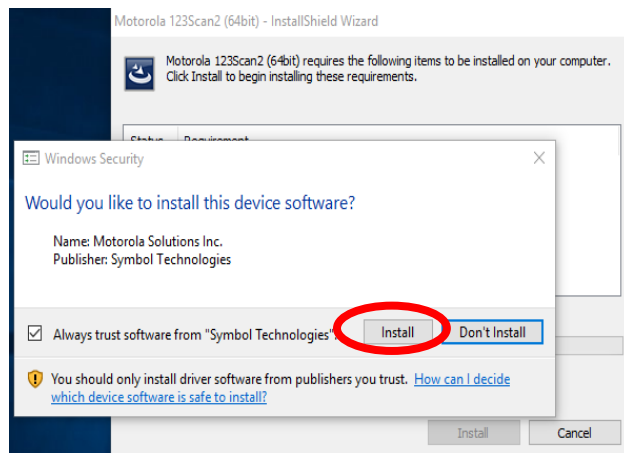 Motorola 123Scan2 (64bit) - InstallShield Wizard
Motorola 123Scan2 (64bit) requires the following items to be installed on your computer.
Click Install to begin installing these requirements.
Status Requirement
Windows Security
Would you like to install this device software?
Name: Motorola Solutions Inc.
Publisher: Symbol Technologies
Always trust software from "Symbol Technologies".
Install
Don't Install
You should only install driver software from publishers you trust. How can I decide
which device software is safe to install?
Install
Cancel